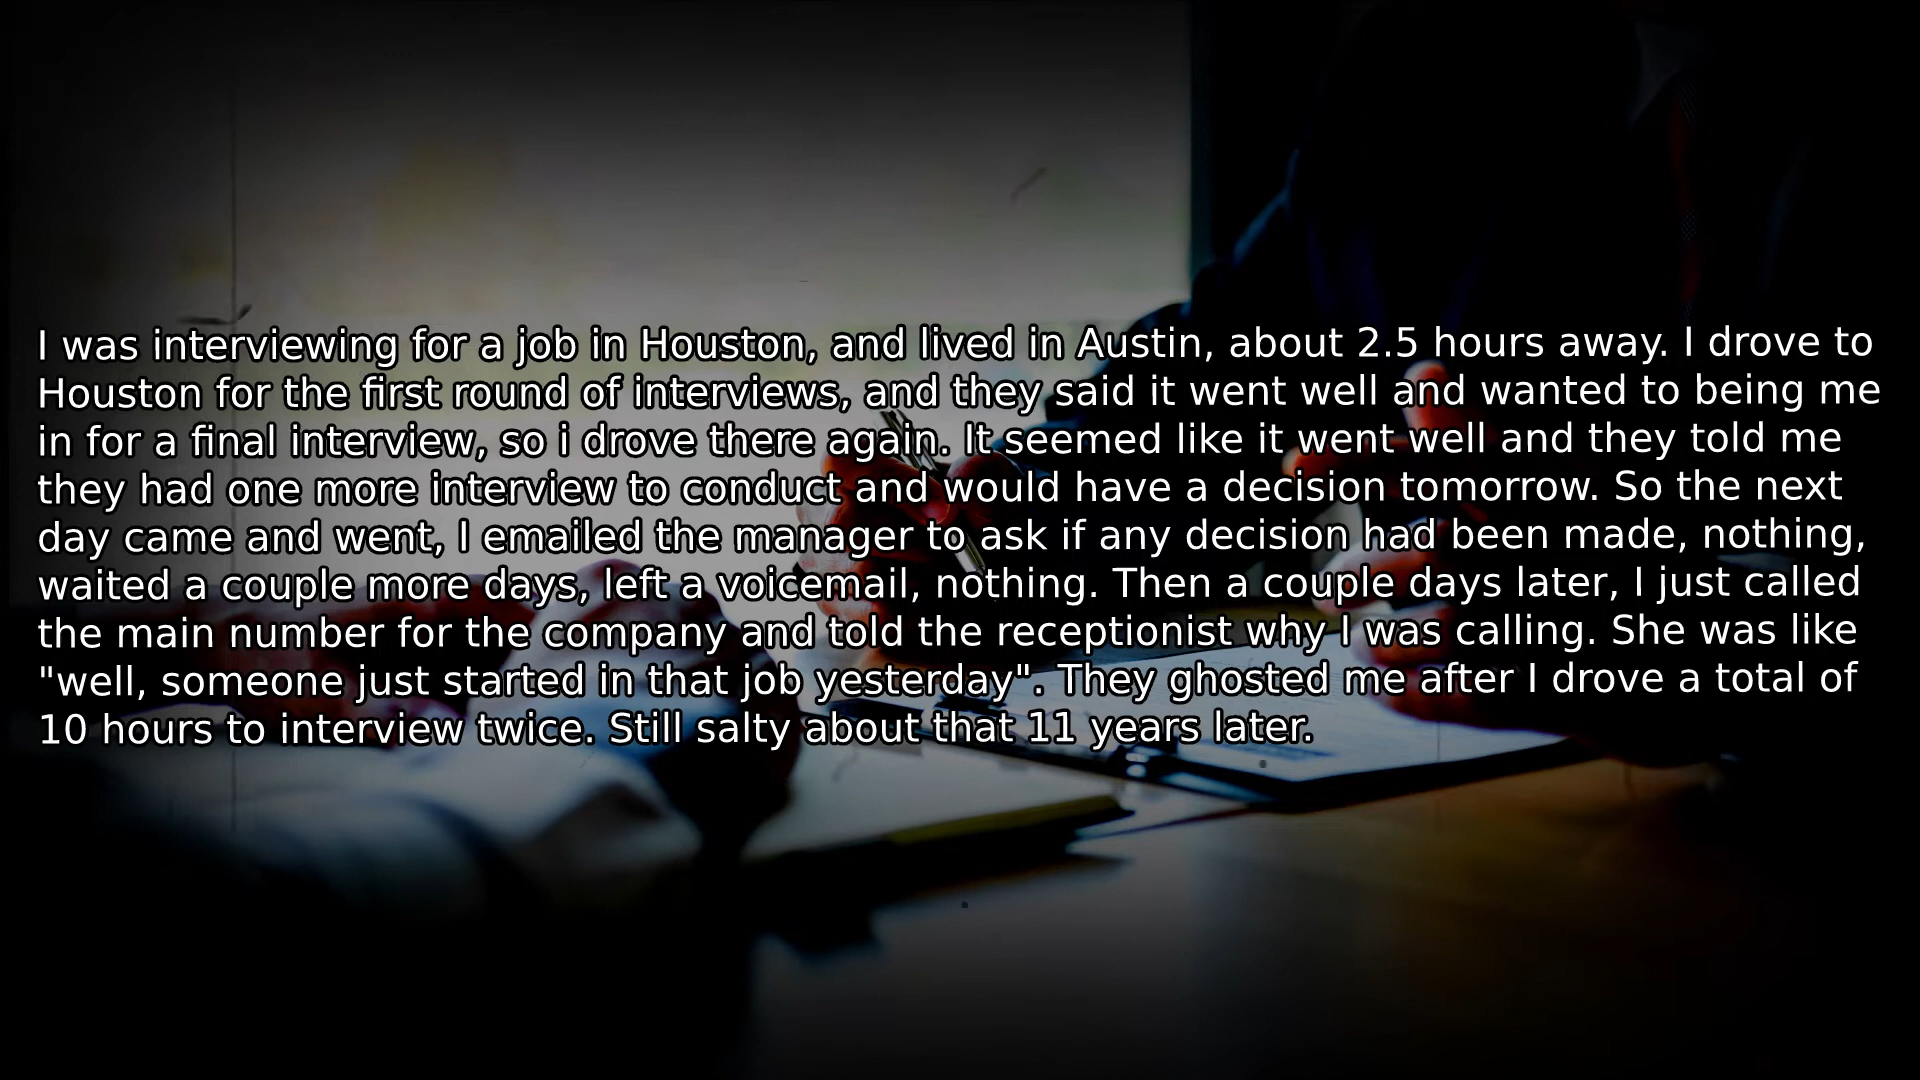 I was interviewing for a job in Houston, and lived in Austin, about 2.5 hours away. I drove to
Houston for the first round of interviews, and they said it went well and wanted to being me
in for a final interview, so i drove there again. It seemed like it went well and they told me
they had one more interview to conduct and would have a decision tomorrow. So the next
day came and went, I emailed the manager to ask if any decision had been made, nothing,
waited a couple more days, left a voicemail, nothing. Then a couple days later, I just called
the main number for the company and told the receptionist why I was calling. She was like
"well, someone just started in that job yesterday". They ghosted me after I drove a total of
10 hours to interview twice. Still salty about that 11 years later.